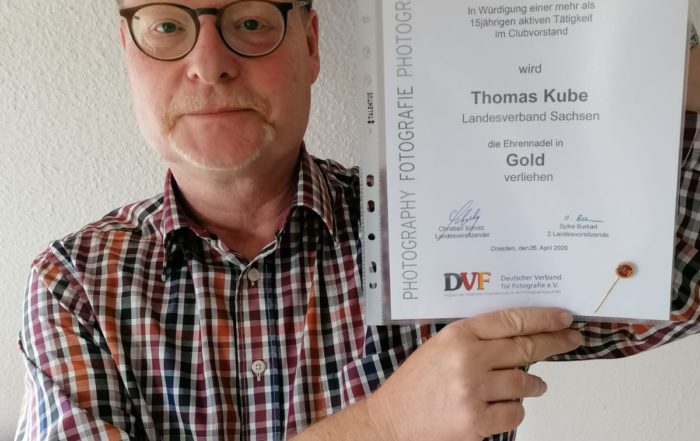 In Würdigung einer mehr als
15jährigen aktiven Tätigkeit
im Clubvorstand
wird
Thomas Kube
Landesverband Sachsen
die Ehrennadel in
Gold
verliehen
Christian Scholz
Landesvorsitzender
Sylke Burkart
2.Landesvorsitzende
Dresden, den 26. April 2020
DVF
Deutscher Verband
für Fotografie e.V.
PHOTOGRAPHY FOTOGRAFIE PHOTOG
TALENTUS